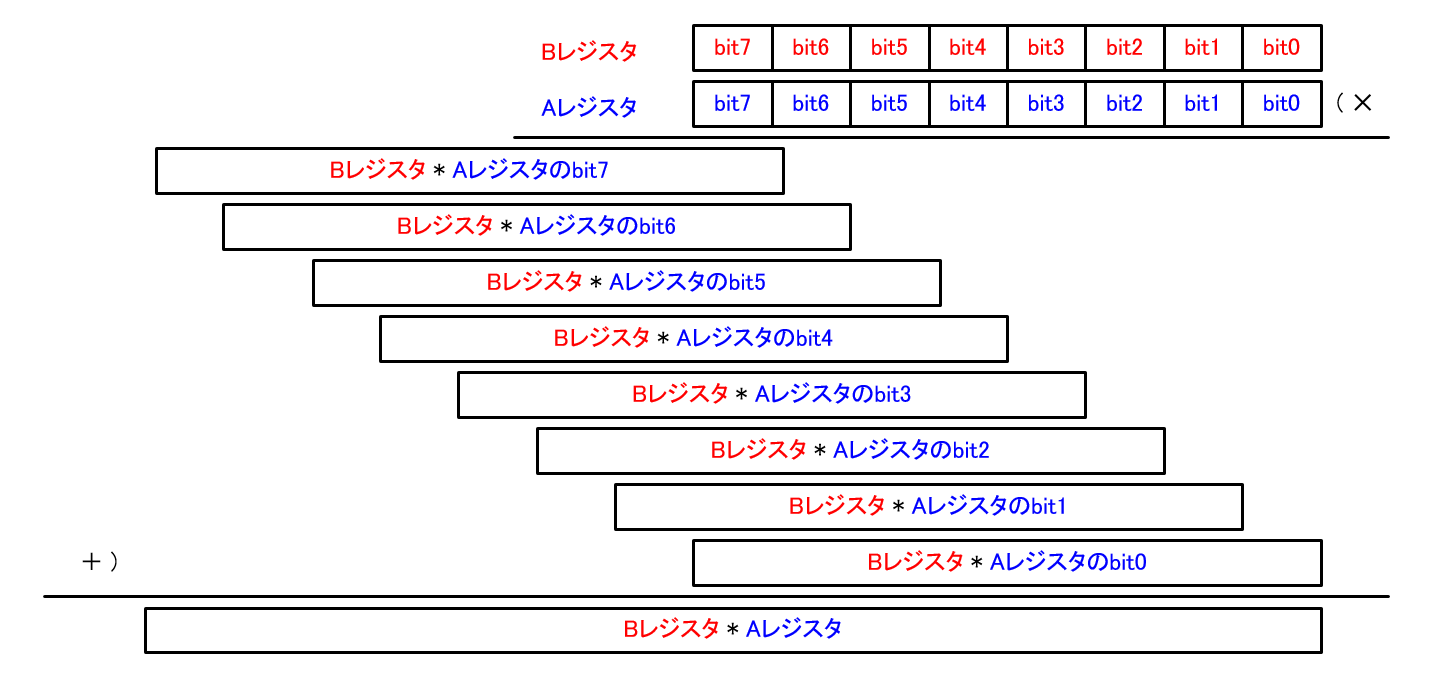 Bレジスタ bit7 bit6 bit5 bit4 bit3 bit2 bit1 bit0
Aレジスタ bit7 bit6 bit5 bit4 bit3 bit2 bit1 bit0 ( ×
Bレジスタ * Aレジスタのbit7
Bレジスタ * Aレジスタのbit6
Bレジスタ * Aレジスタのbit5
Bレジスタ * Aレジスタのbit4
Bレジスタ * Aレジスタのbit3
Bレジスタ * Aレジスタのbit2
Bレジスタ * Aレジスタのbit1
+ ) Bレジスタ * Aレジスタのbit0
Bレジスタ * Aレジスタ